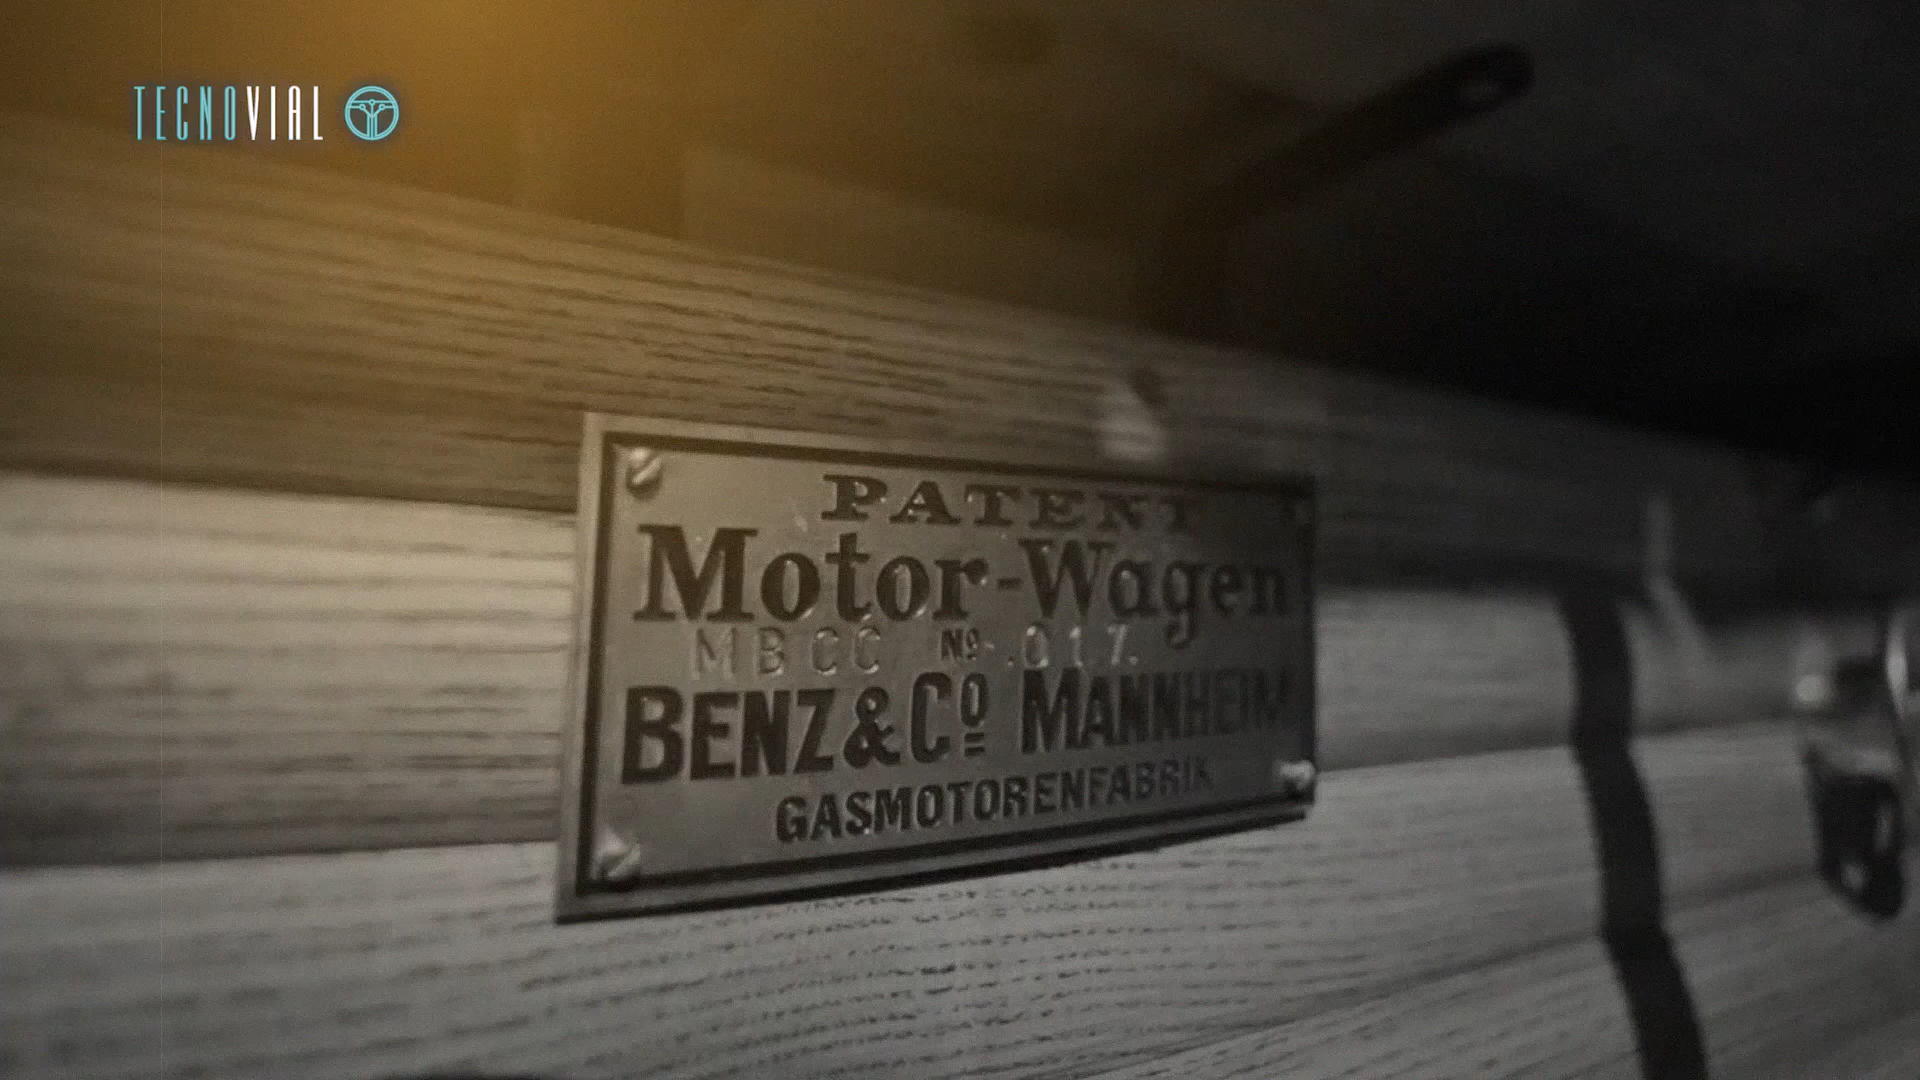 TECNOVIAL
PATENT
Motor-Wagen
MBCC Nº. 017.
BENZ & Cº MANNHEIM
GASMOTORENFABRIK